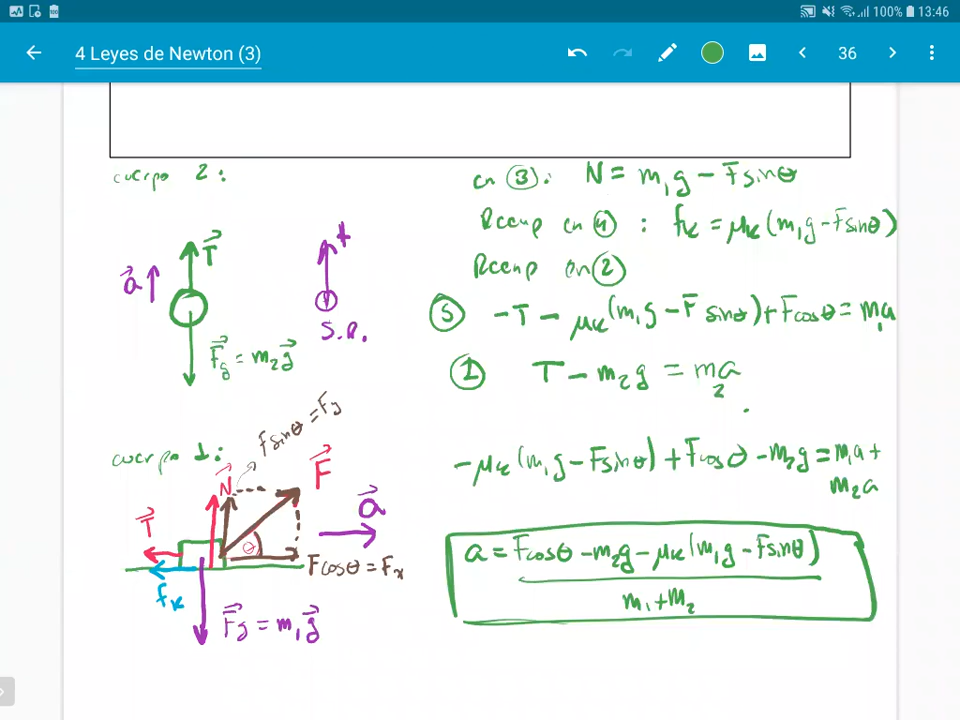 100% 13:46
4 Leyes de Newton (3)
36
cuerpo 2:
T
a
+
S.R.
Fg = m₂g
cuerpo 1:
Fsinθ = Fy
N
F
a
T
θ
Fcosθ = Fx
fk
Fg = m₁g
en ③: N = m₁g - Fsinθ
Reemp en ④ : fk = μk(m₁g - Fsinθ)
Reemp en ②
⑤ -T - μk(m₁g - F sinθ) + Fcosθ = m₁a
① T - m₂g = m₂a
-μk(m₁g - Fsinθ) + Fcosθ - m₂g = m₁a +
m₂a
a = Fcosθ - m₂g - μk(m₁g - Fsinθ)
m₁ + m₂